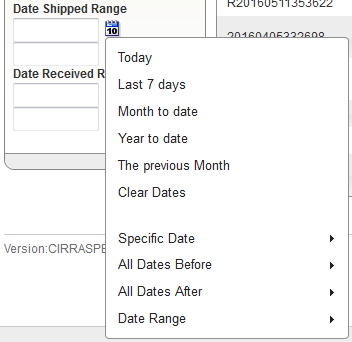 Date Shipped Range
R20160511353622
10
20160405332698
Date Received R
Today
Last 7 days
Month to date
Year to date
The previous Month
Clear Dates
Specific Date
Version:CIRRASPE
All Dates Before
All Dates After
Date Range